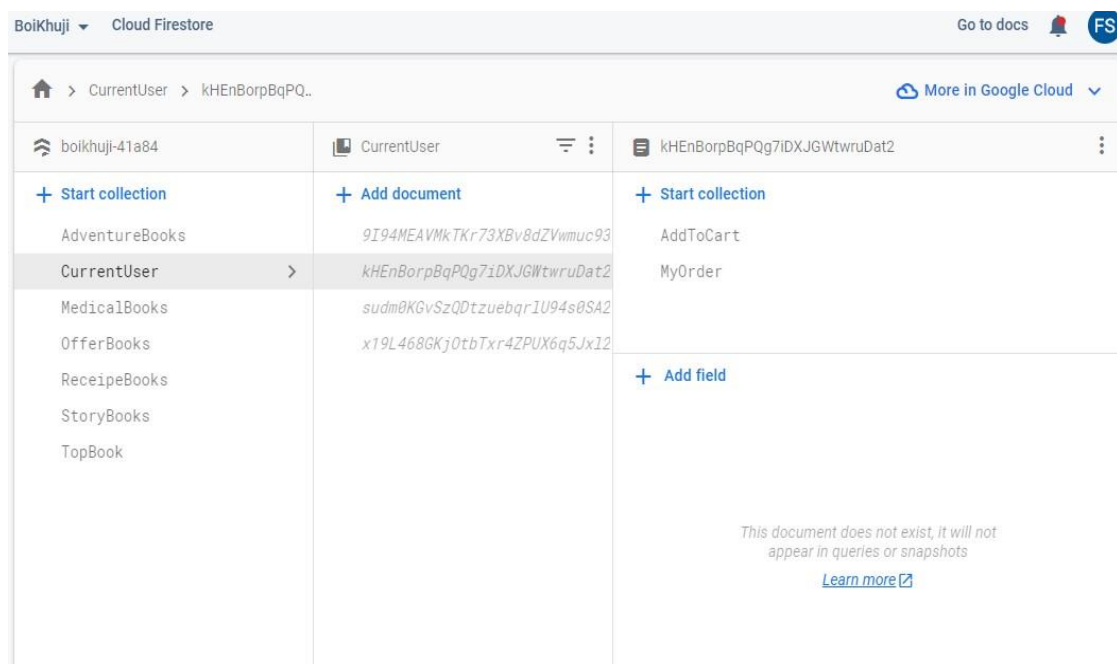 BoiKhuji Cloud Firestore Go to docs FS
CurrentUser > kHEnBorpBqPQ.. More in Google Cloud
boikhuji-41a84
Start collection
AdventureBooks
CurrentUser
MedicalBooks
OfferBooks
ReceipeBooks
StoryBooks
TopBook
CurrentUser
Add document
9I94MEAVMkTKr73XBv8dZVwmuc93
kHEnBorpBqPQg7iDXJGWtwruDat2
sudm0KGvSzQDtzuebqrlU94s0SA2
x19L468GKjOtbTxr4ZPUX6q5Jxl2
kHEnBorpBqPQg7iDXJGWtwruDat2
Start collection
AddToCart
MyOrder
Add field
This document does not exist, it will not
appear in queries or snapshots
Learn more